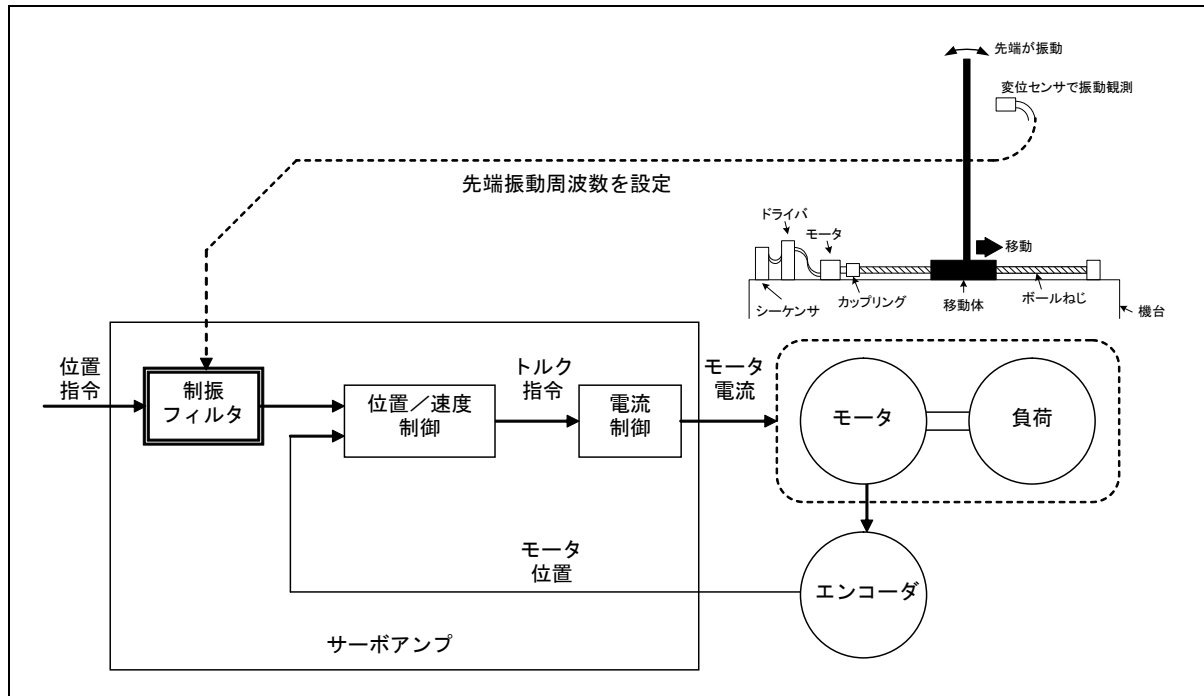 先端が振動
変位センサで振動観測
先端振動周波数を設定
ドライバ
モータ
移動
シーケンサ
カップリング
移動体
ボールねじ
機台
位置
指令
制振
フィルタ
位置／速度
制御
トルク
指令
電流
制御
モータ
電流
モータ
負荷
モータ
位置
エンコーダ
サーボアンプ